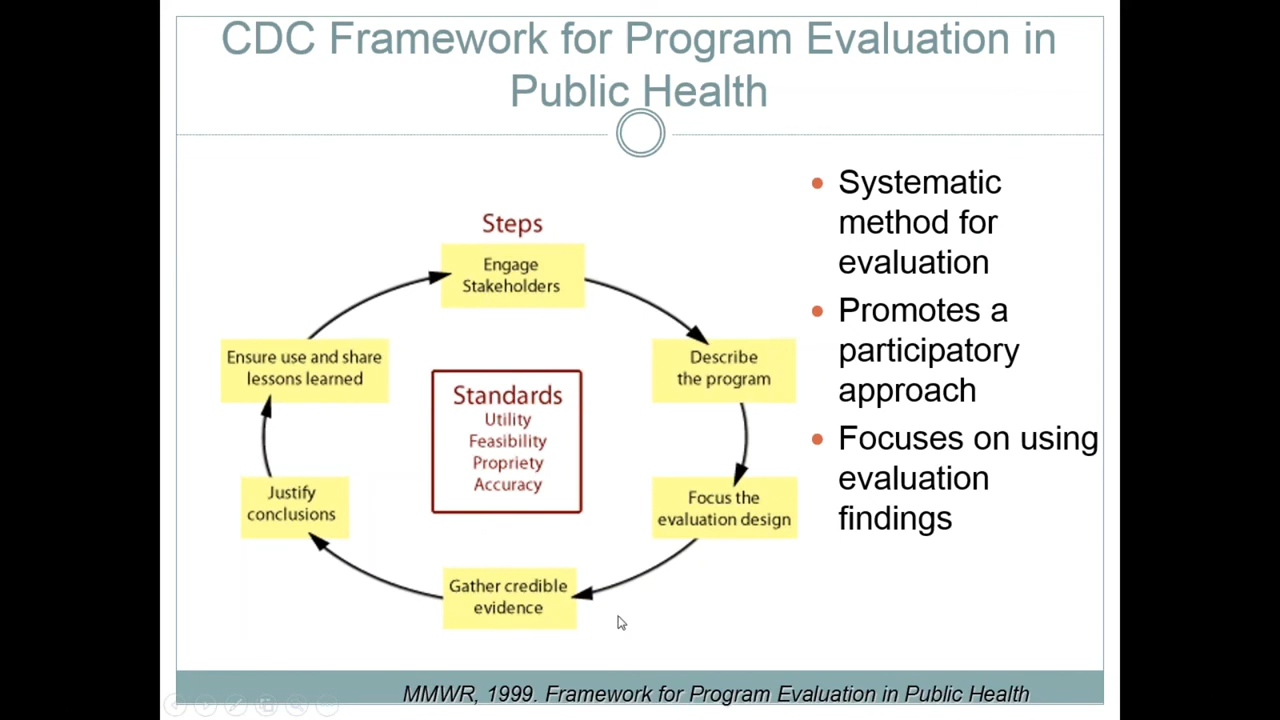 CDC Framework for Program Evaluation in
Public Health
Steps
Engage
Stakeholders
Describe
the program
Focus the
evaluation design
Gather credible
evidence
Justify
conclusions
Ensure use and share
lessons learned
Standards
Utility
Feasibility
Propriety
Accuracy
• Systematic
method for
evaluation
• Promotes a
participatory
approach
• Focuses on using
evaluation
findings
MMWR, 1999. Framework for Program Evaluation in Public Health